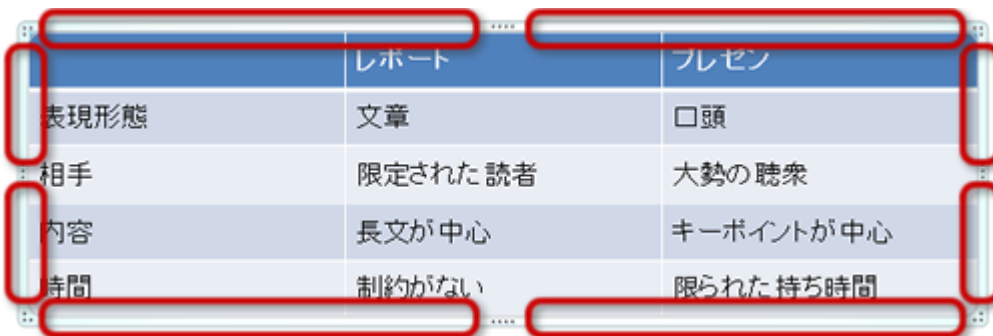 レポート プレゼン
表現形態 文章 口頭
相手 限定された読者 大勢の聴衆
内容 長文が中心 キーポイントが中心
時間 制約がない 限られた持ち時間